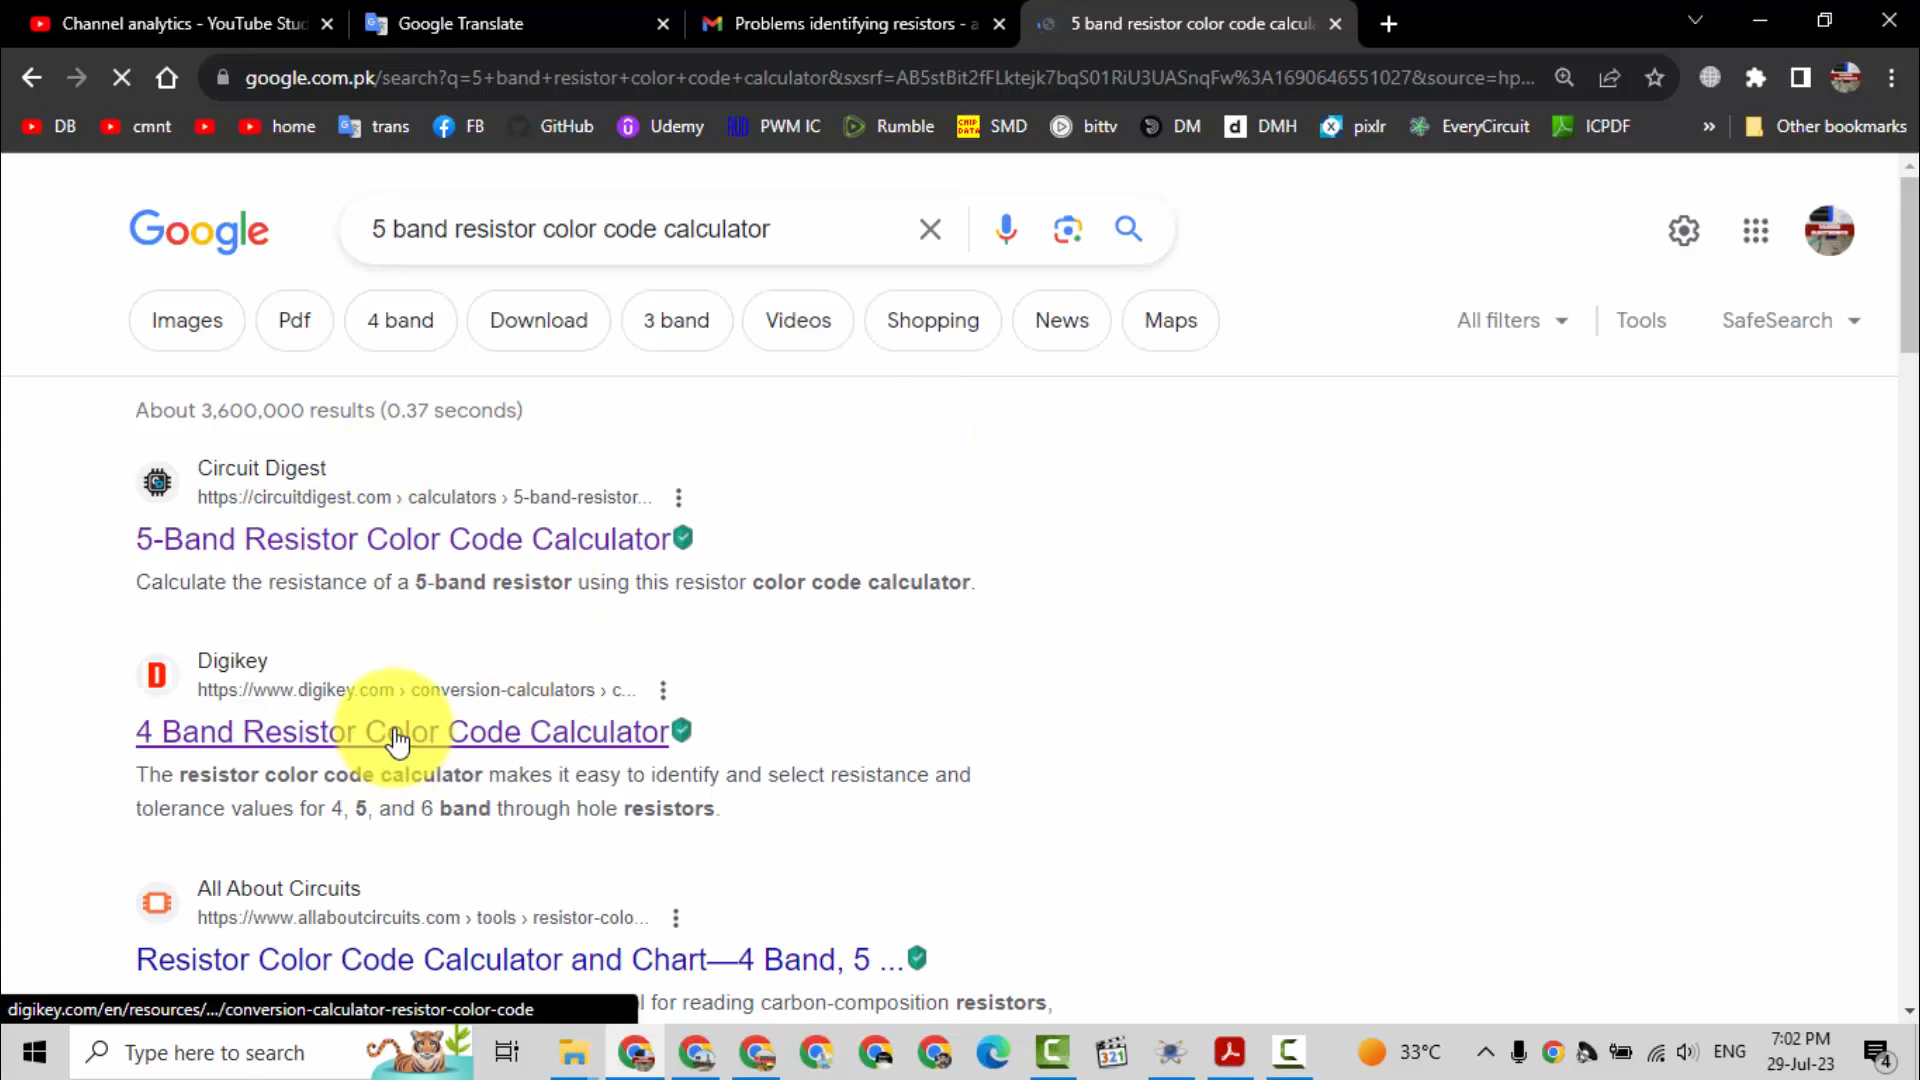 Channel analytics - YouTube Stud
Google Translate
Problems identifying resistors - a
5 band resistor color code calcula
google.com.pk/search?q=5+band+resistor+color+code+calculator&sxsrf=AB5stBit2fFLktejk7bqS01RiU3UASnqFw%3A1690646551027&source=hp...
DB
cmnt
home
trans
FB
GitHub
Udemy
PWM IC
Rumble
SMD
bittv
DM
DMH
pixlr
EveryCircuit
ICPDF
»
Other bookmarks
Google
5 band resistor color code calculator
Images
Pdf
4 band
Download
3 band
Videos
Shopping
News
Maps
All filters
Tools
SafeSearch
About 3,600,000 results (0.37 seconds)
Circuit Digest
https://circuitdigest.com › calculators › 5-band-resistor...
5-Band Resistor Color Code Calculator
Calculate the resistance of a 5-band resistor using this resistor color code calculator.
Digikey
https://www.digikey.com › conversion-calculators › c...
4 Band Resistor Color Code Calculator
The resistor color code calculator makes it easy to identify and select resistance and
tolerance values for 4, 5, and 6 band through hole resistors.
All About Circuits
https://www.allaboutcircuits.com › tools › resistor-colo...
Resistor Color Code Calculator and Chart—4 Band, 5 ...
l for reading carbon-composition resistors,
digikey.com/en/resources/.../conversion-calculator-resistor-color-code
Type here to search
33°C
ENG
7:02 PM
29-Jul-23
4